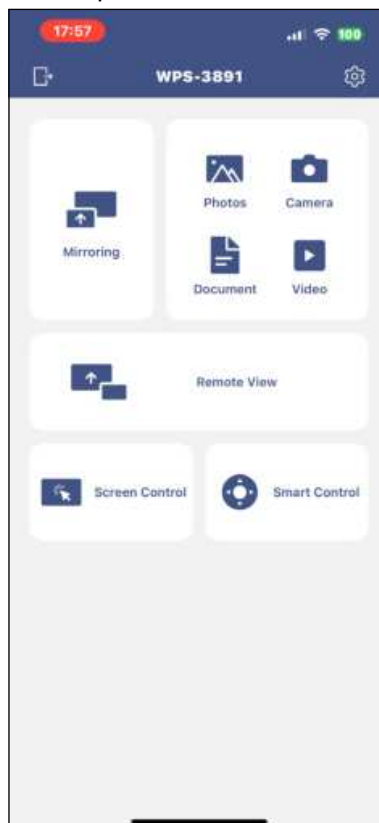 17:57
100
WPS-3891
Photos
Camera
Mirroring
Document
Video
Remote View
Screen Control
Smart Control